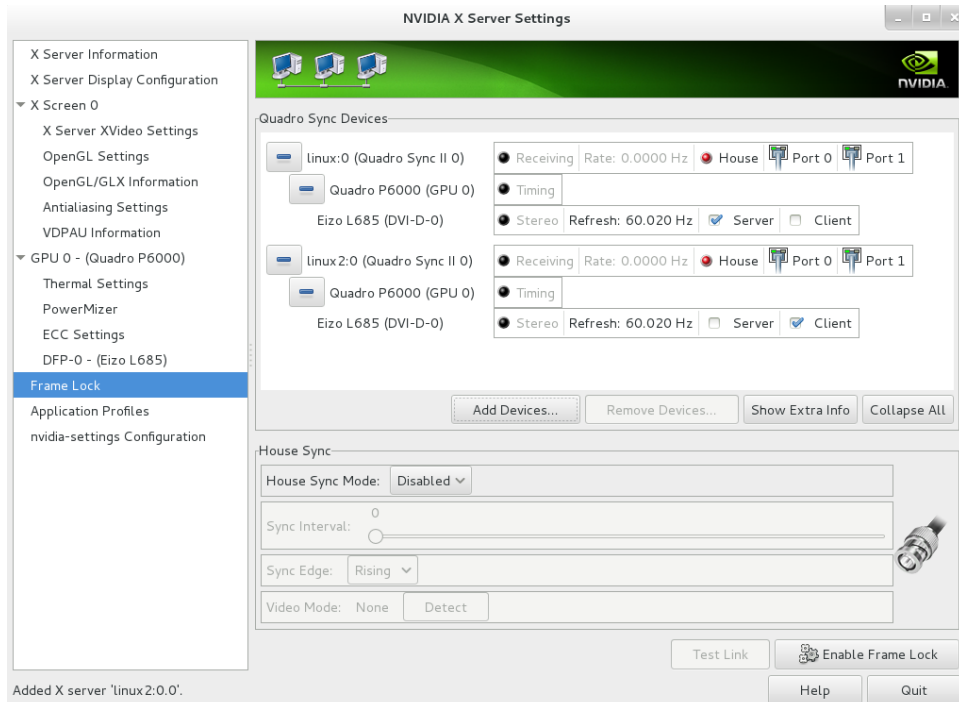 NVIDIA X Server Settings
X Server Information
X Server Display Configuration
X Screen 0
X Server XVideo Settings
OpenGL Settings
OpenGL/GLX Information
Antialiasing Settings
VDPAU Information
GPU 0 - (Quadro P6000)
Thermal Settings
PowerMizer
ECC Settings
DFP-0 - (Eizo L685)
Frame Lock
Application Profiles
nvidia-settings Configuration
NVIDIA.
Quadro Sync Devices
linux:0 (Quadro Sync II 0) Receiving Rate: 0.0000 Hz House Port 0 Port 1
Quadro P6000 (GPU 0) Timing
Eizo L685 (DVI-D-0) Stereo Refresh: 60.020 Hz Server Client
linux2:0 (Quadro Sync II 0) Receiving Rate: 0.0000 Hz House Port 0 Port 1
Quadro P6000 (GPU 0) Timing
Eizo L685 (DVI-D-0) Stereo Refresh: 60.020 Hz Server Client
Add Devices... Remove Devices... Show Extra Info Collapse All
House Sync
House Sync Mode: Disabled
0
Sync Interval:
Sync Edge: Rising
Video Mode: None Detect
Test Link Enable Frame Lock
Added X server 'linux2:0.0'. Help Quit